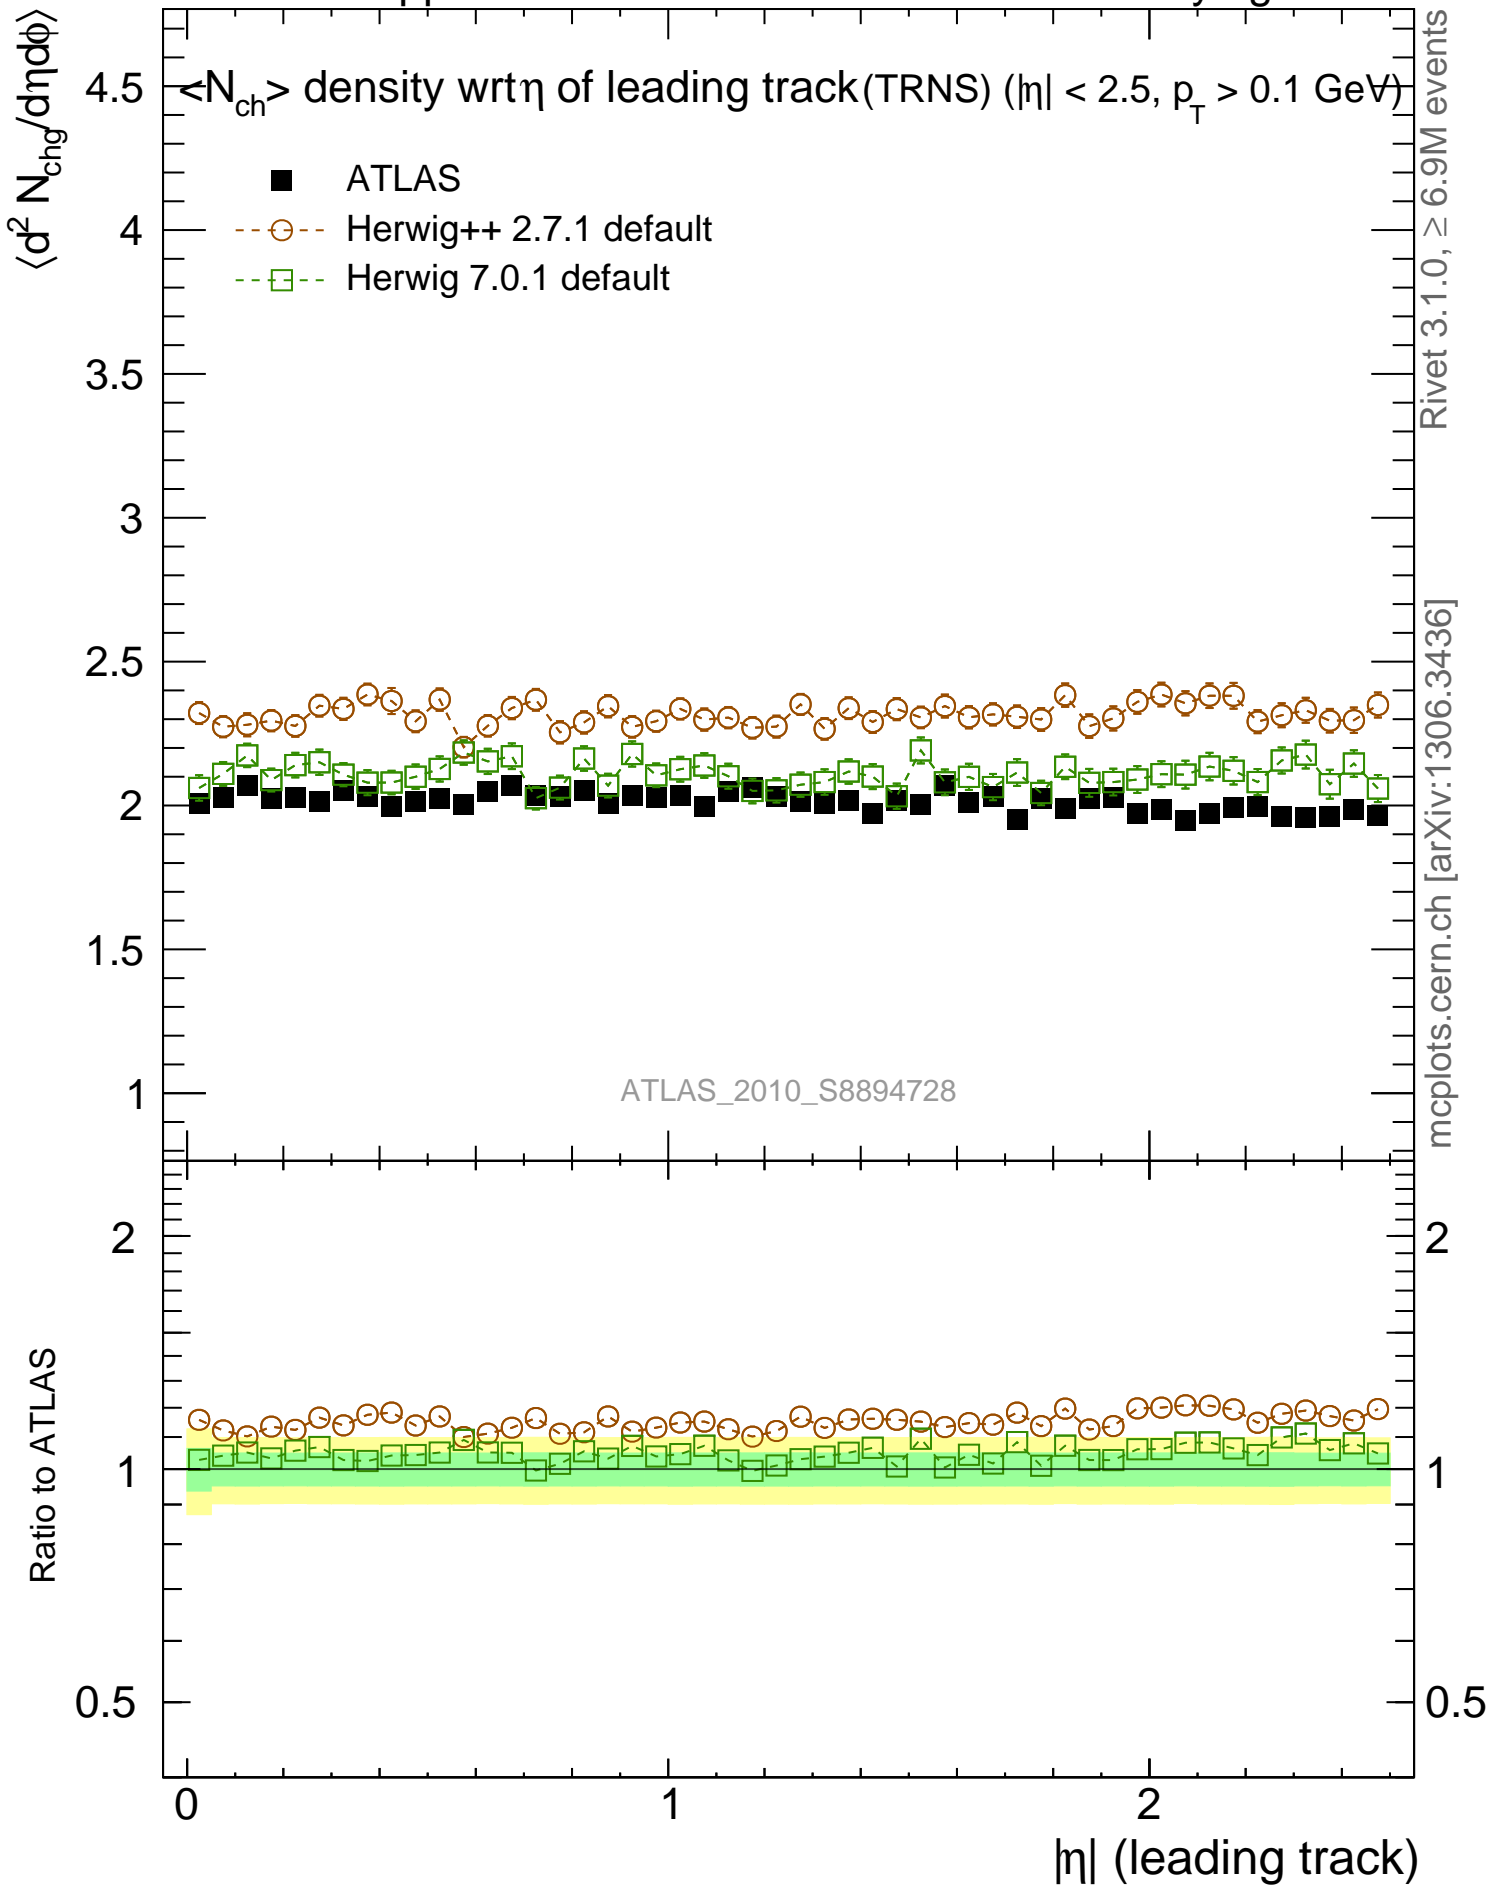 <N_ch> density wrt η of leading track (TRNS) (|η| < 2.5, p_T > 0.1 GeV)
⟨d² N_chg/dηdϕ⟩
ATLAS
Herwig++ 2.7.1 default
Herwig 7.0.1 default
4.5
4
3.5
3
2.5
2
1.5
1
ATLAS_2010_S8894728
Rivet 3.1.0, ≥ 6.9M events
mcplots.cern.ch [arXiv:1306.3436]
Ratio to ATLAS
2
1
0.5
2
1
0.5
0 1 2
|η| (leading track)